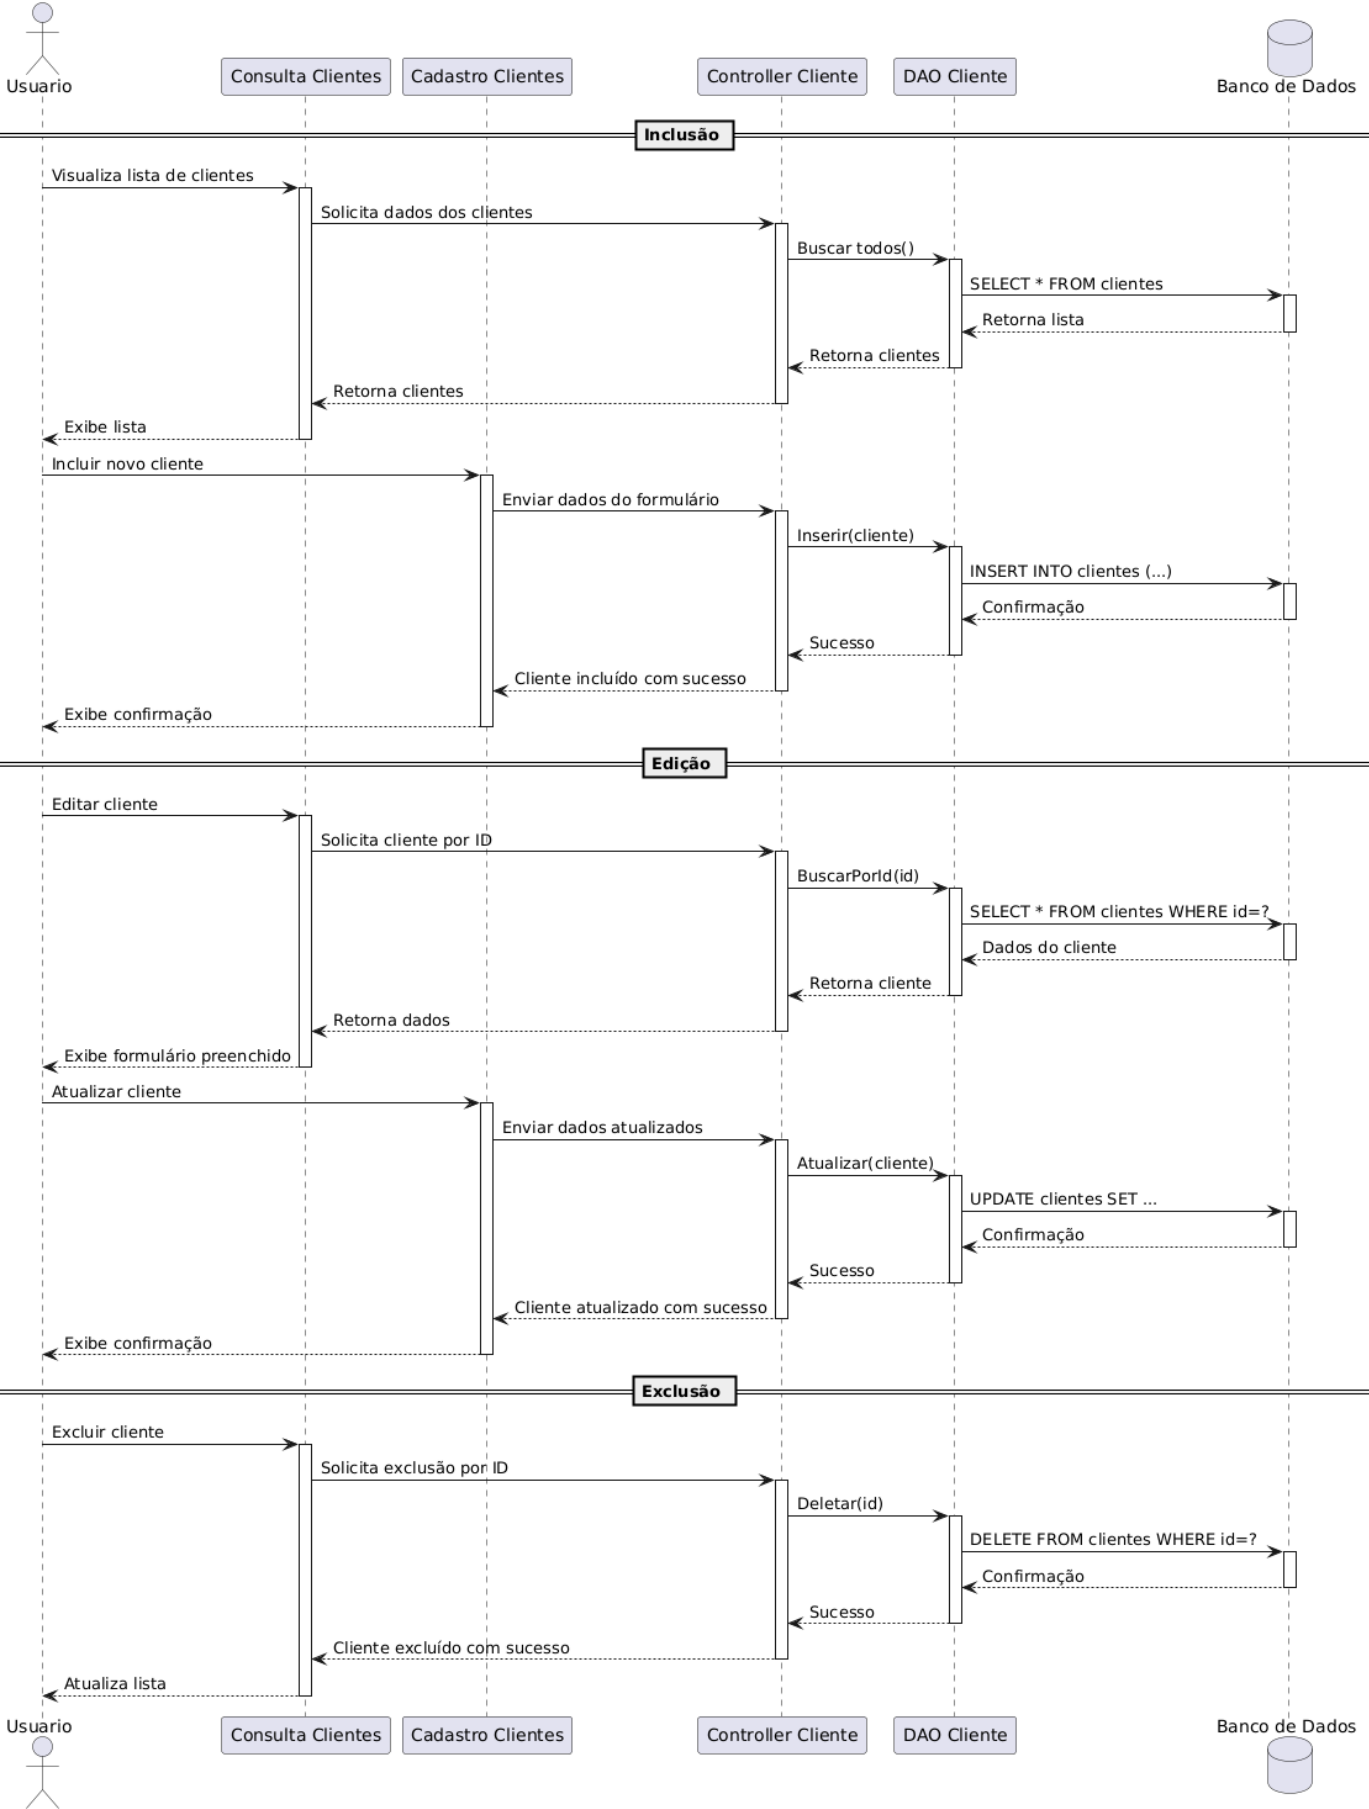 Usuario
Consulta Clientes
Cadastro Clientes
Controller Cliente
DAO Cliente
Banco de Dados
Inclusão
Visualiza lista de clientes
Solicita dados dos clientes
Buscar todos()
SELECT * FROM clientes
Retorna lista
Retorna clientes
Retorna clientes
Exibe lista
Incluir novo cliente
Enviar dados do formulário
Inserir(cliente)
INSERT INTO clientes (...)
Confirmação
Sucesso
Cliente incluído com sucesso
Exibe confirmação
Edição
Editar cliente
Solicita cliente por ID
BuscarPorId(id)
SELECT * FROM clientes WHERE id=?
Dados do cliente
Retorna cliente
Retorna dados
Exibe formulário preenchido
Atualizar cliente
Enviar dados atualizados
Atualizar(cliente)
UPDATE clientes SET ...
Confirmação
Sucesso
Cliente atualizado com sucesso
Exibe confirmação
Exclusão
Excluir cliente
Solicita exclusão por ID
Deletar(id)
DELETE FROM clientes WHERE id=?
Confirmação
Sucesso
Cliente excluído com sucesso
Atualiza lista
Usuario
Consulta Clientes
Cadastro Clientes
Controller Cliente
DAO Cliente
Banco de Dados